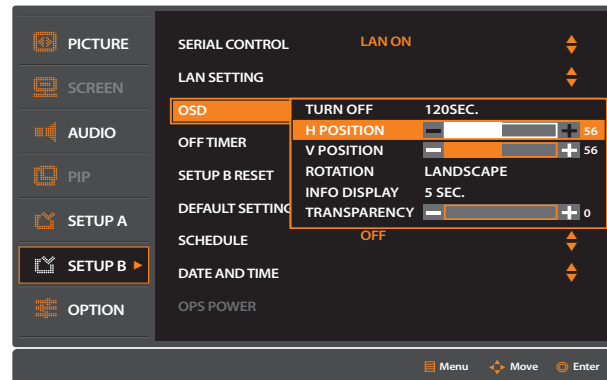 PICTURE
SCREEN
AUDIO
PIP
SETUP A
SETUP B
OPTION
SERIAL CONTROL LAN ON
LAN SETTING
OSD
OFF TIMER
SETUP B RESET
DEFAULT SETTING
SCHEDULE OFF
DATE AND TIME
OPS POWER
TURN OFF 120SEC.
H POSITION 56
V POSITION 56
ROTATION LANDSCAPE
INFO DISPLAY 5 SEC.
TRANSPARENCY 0
Menu Move Enter